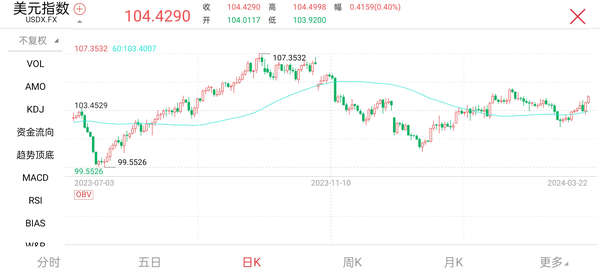 美元指数
USDX.FX
104.4290
收 104.4290 高 104.4998 幅 0.4159(0.40%)
开 104.0117 低 103.9200
不复权
107.3532 60:103.4007
107.3532
VOL
AMO
103.4529
KDJ
资金流向
趋势顶底
99.5526
99.5526
MACD
2023-07-03 2023-11-10 2024-03-22
OBV
RSI
BIAS
W&R
分时 五日 日K 周K 月K 更多